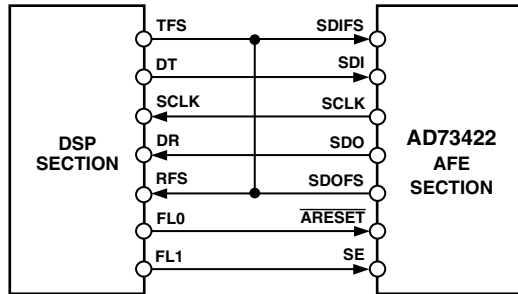 TFS SDIFS
DT SDI
SCLK SCLK
DSP
SECTION
DR SDO
AD73422
AFE
SECTION
RFS SDOFS
FL0 ARESET
FL1 SE